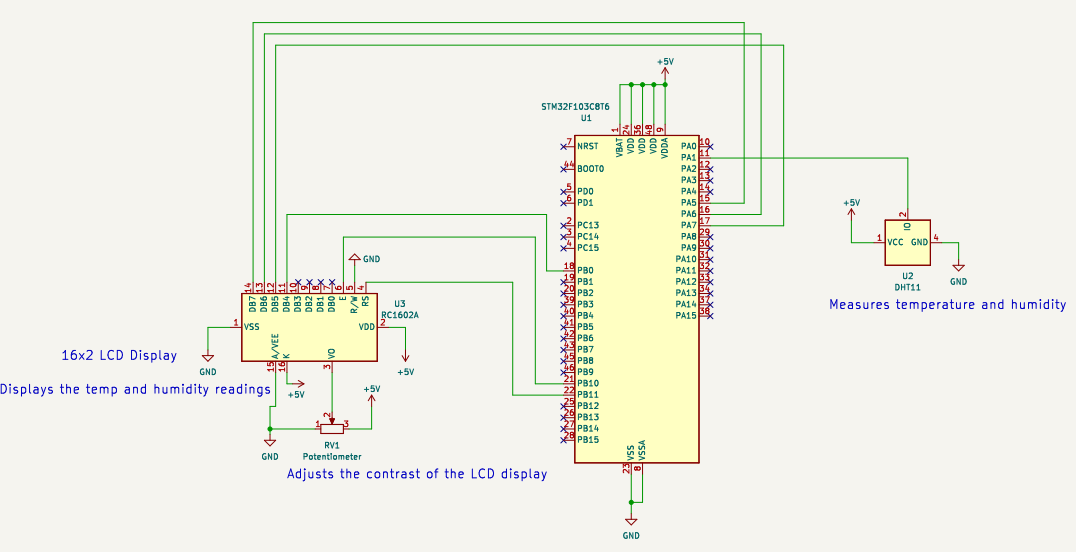 +5V
STM32F103C8T6
U1
1 24 36 48 9
VBAT VDD VDD VDD VDDA
7 NRST
44 BOOT0
5 PD0
6 PD1
2 PC13
3 PC14
4 PC15
18 PB0
19 PB1
20 PB2
39 PB3
40 PB4
41 PB5
42 PB6
43 PB7
45 PB8
46 PB9
21 PB10
22 PB11
25 PB12
26 PB13
27 PB14
28 PB15
PA0 10
PA1 11
PA2 12
PA3 13
PA4 14
PA5 15
PA6 16
PA7 17
PA8 29
PA9 30
PA10 31
PA11 32
PA12 33
PA13 34
PA14 37
PA15 38
VSS VSSA
23 8
GND
+5V
2
IO
1 VCC GND 4
U2
DHT11
GND
Measures temperature and humidity
GND
14 13 12 11 10 9 8 7 6 5 4
DB7 DB6 DB5 DB4 DB3 DB2 DB1 DB0 E R/W RS
U3
RC1602A
1 VSS VDD 2
A/VEE K VO
15 16 3
GND
+5V
16x2 LCD Display
Displays the temp and humidity readings
+5V
+5V
2
1 3
RV1
Potentiometer
GND
Adjusts the contrast of the LCD display